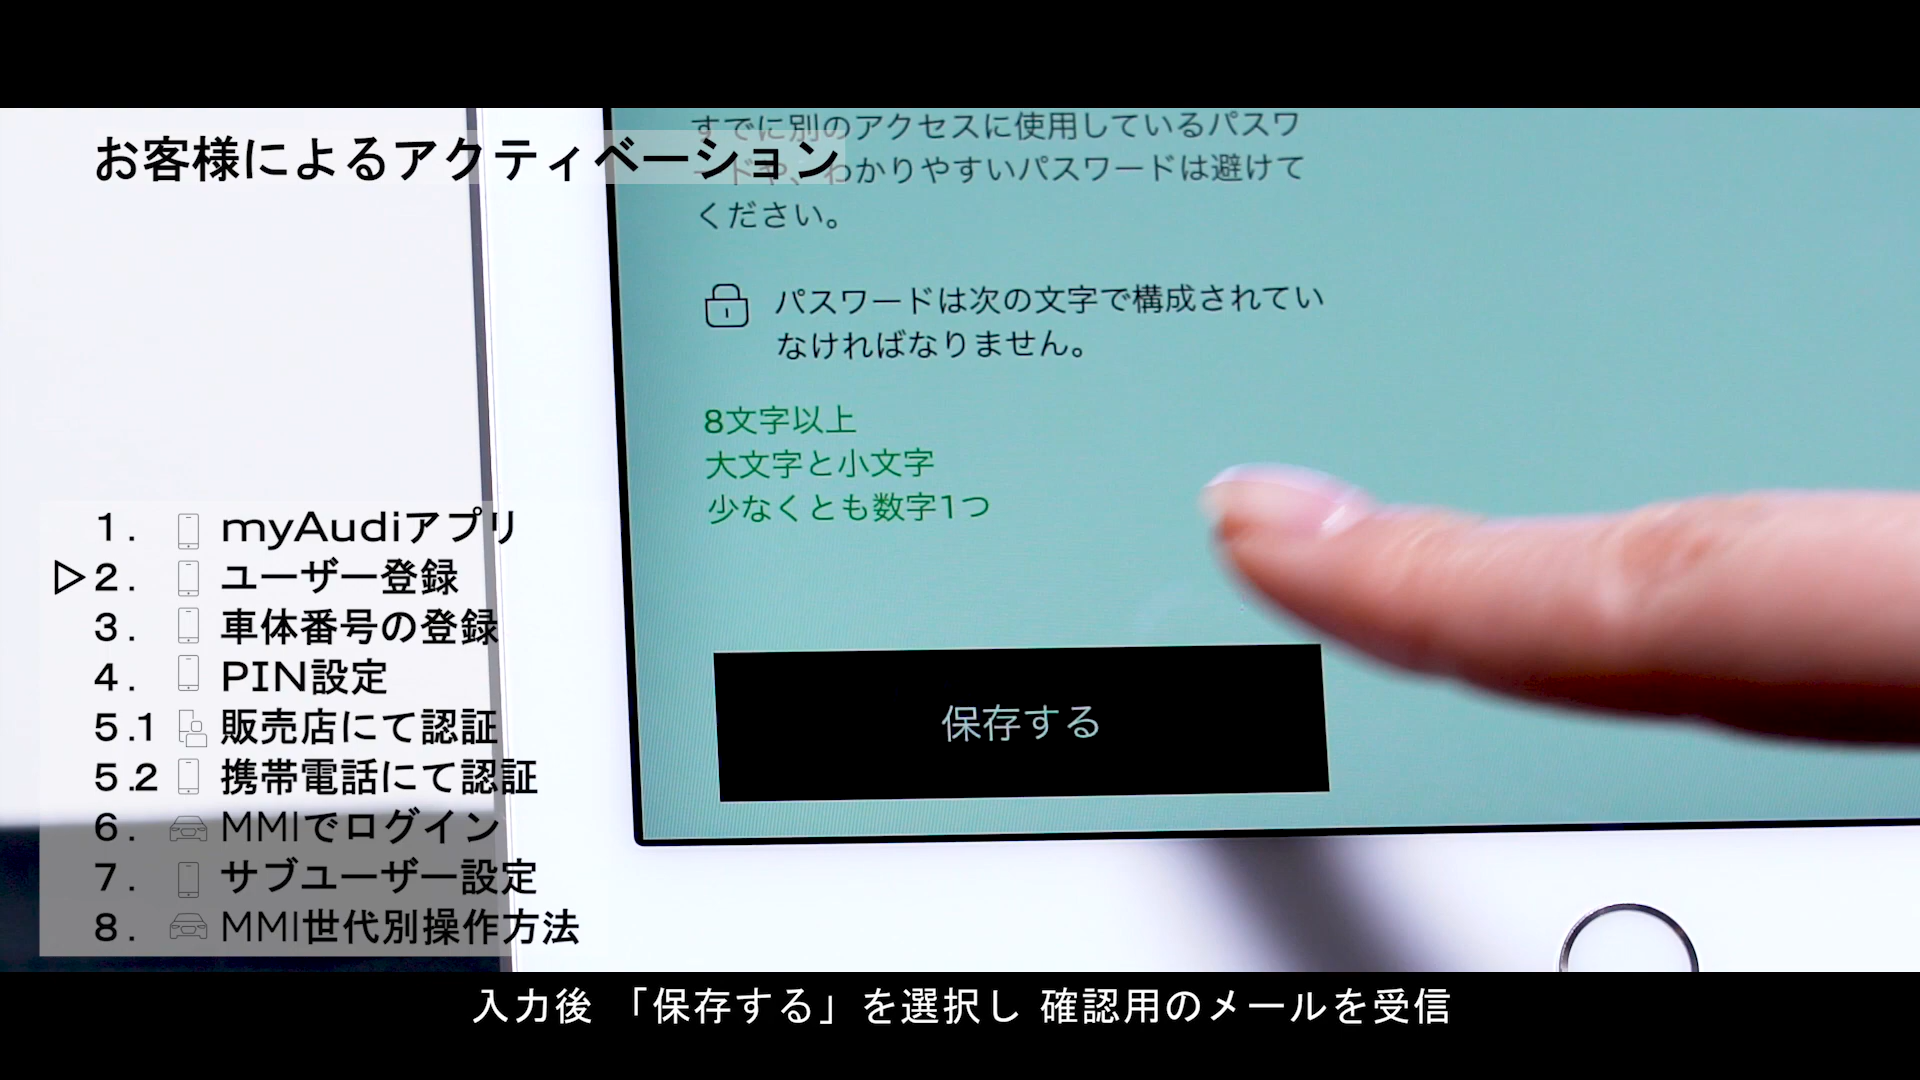 お客様によるアクティベーション
すでに別のアクセスに使用しているパスワ
ードや、わかりやすいパスワードは避けて
ください。
パスワードは次の文字で構成されてい
なければなりません。
8文字以上
大文字と小文字
少なくとも数字1つ
保存する
1. myAudiアプリ
▷2. ユーザー登録
3. 車体番号の登録
4. PIN設定
5.1 販売店にて認証
5.2 携帯電話にて認証
6. MMIでログイン
7. サブユーザー設定
8. MMI世代別操作方法
入力後 「保存する」を選択し 確認用のメールを受信